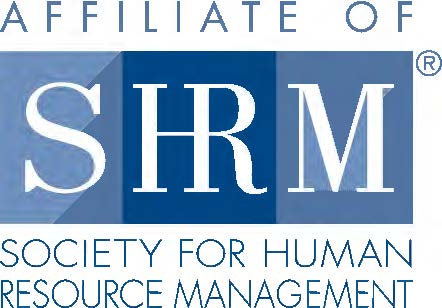 AFFILIATE OF
SHRM®
SOCIETY FOR HUMAN
RESOURCE MANAGEMENT